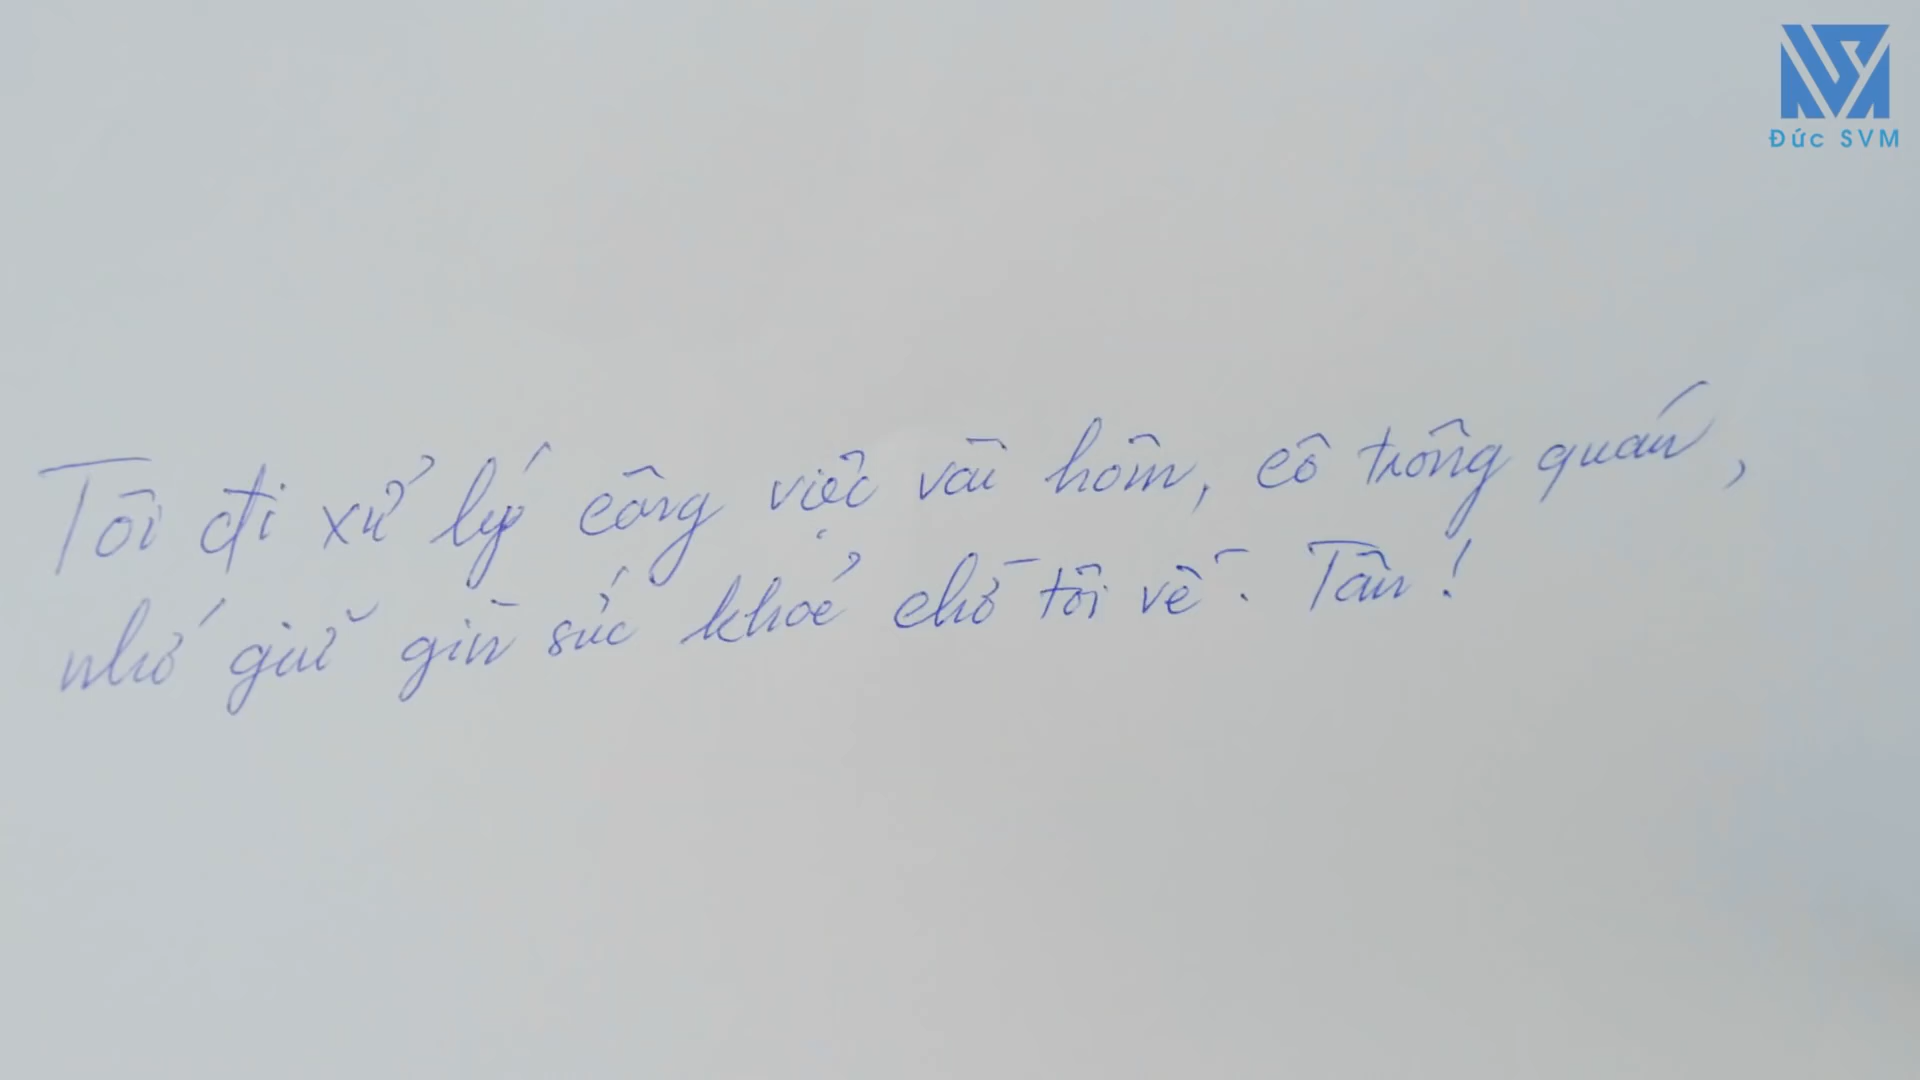 Đức SVM
Tôi đi xử lý công việc vài hôm, cô trông quán,
nhớ giữ gìn sức khoẻ chờ tôi về. Tân!